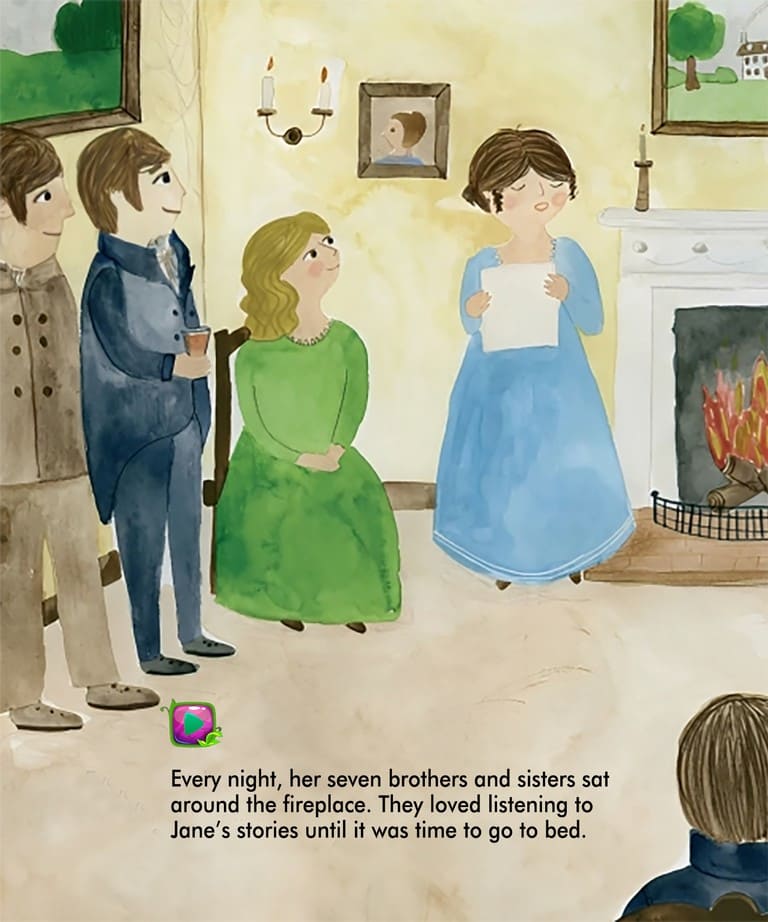 Every night, her seven brothers and sisters sat
around the fireplace. They loved listening to
Jane’s stories until it was time to go to bed.